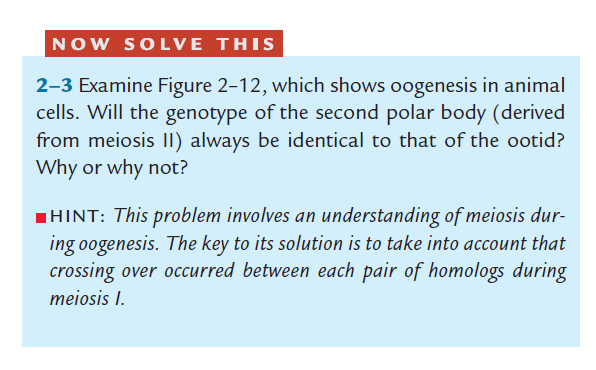 NOW SOLVE THIS
2–3 Examine Figure 2–12, which shows oogenesis in animal
cells. Will the genotype of the second polar body (derived
from meiosis II) always be identical to that of the ootid?
Why or why not?
HINT: This problem involves an understanding of meiosis dur-
ing oogenesis. The key to its solution is to take into account that
crossing over occurred between each pair of homologs during
meiosis I.